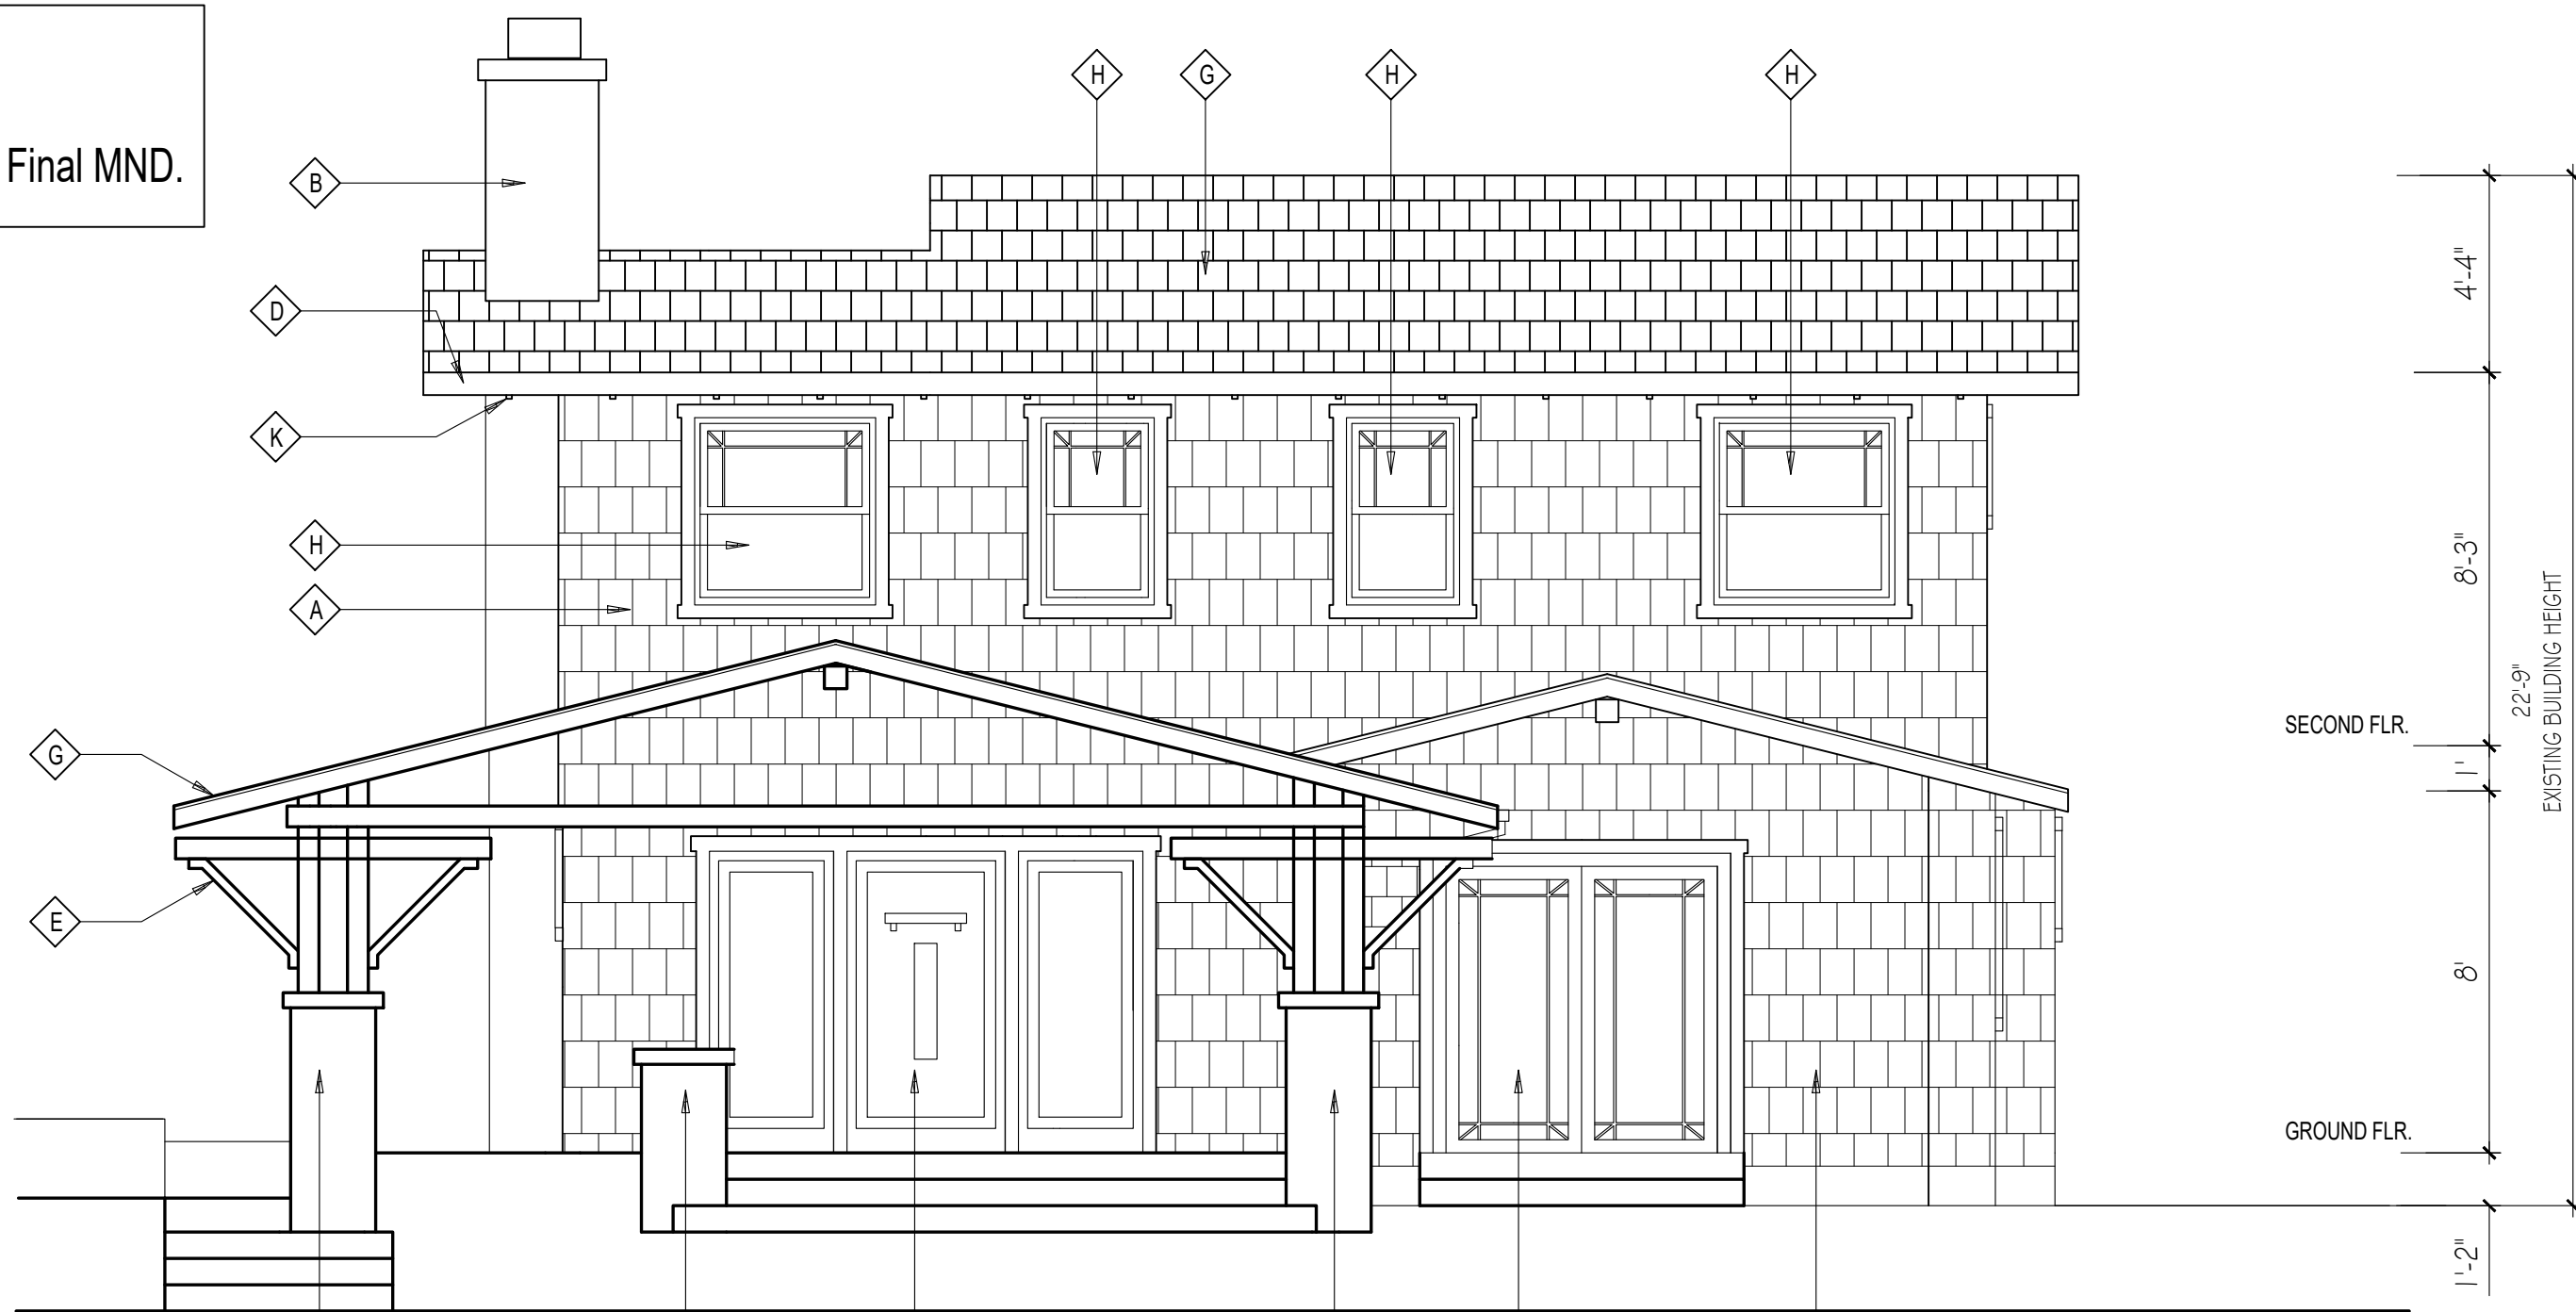 Final MND.
H
G
H
H
B
D
K
H
A
G
E
4'-4"
8'-3"
22'-9"
EXISTING BUILDING HEIGHT
SECOND FLR.
1'
8'
GROUND FLR.
1'-2"